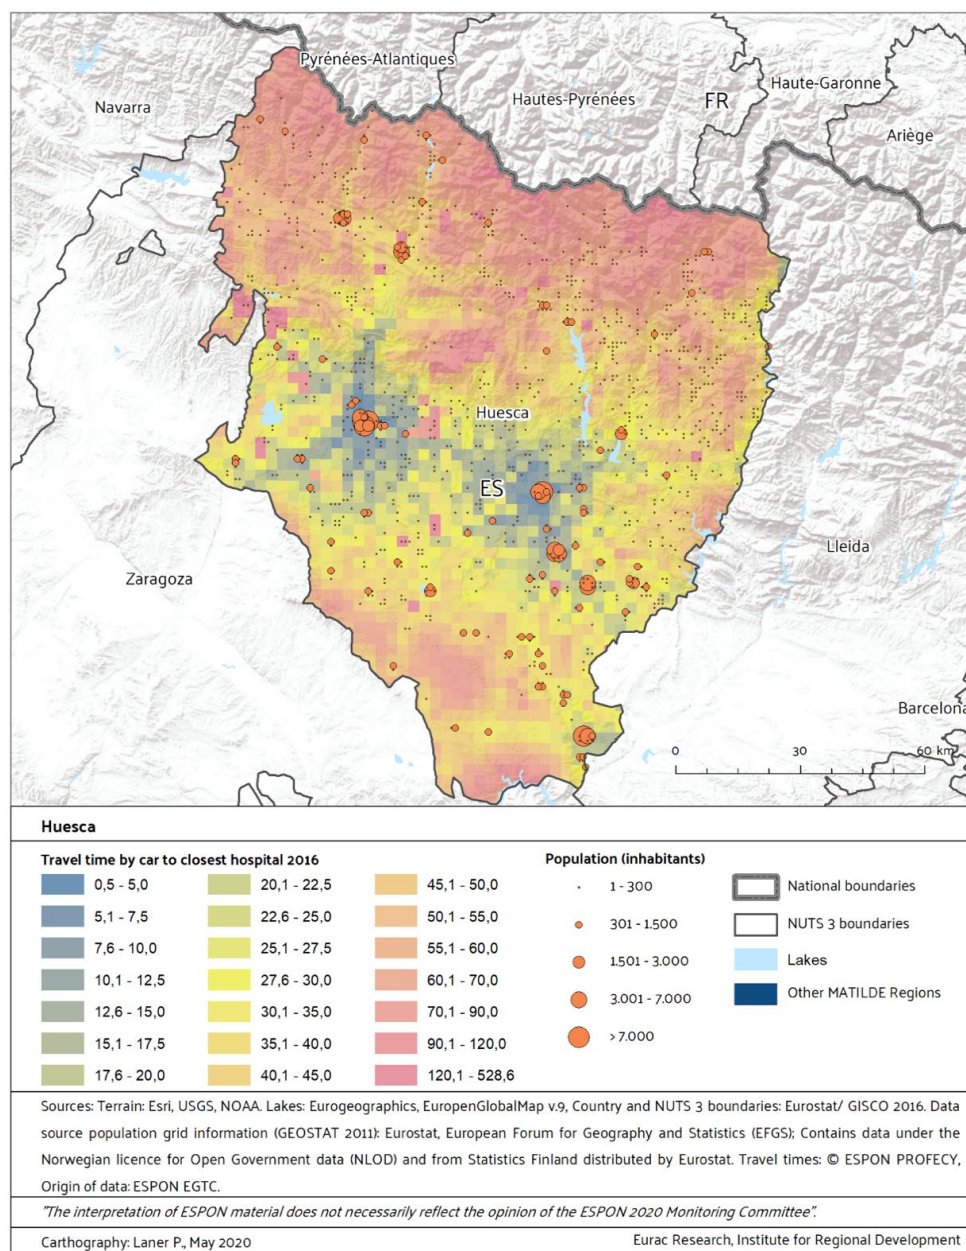 Pyrénées-Atlantiques
Navarra
Hautes-Pyrénées
FR
Haute-Garonne
Ariège
Huesca
ES
Lleida
Zaragoza
Barcelona
0 30 60 km
Huesca
Travel time by car to closest hospital 2016
0,5 - 5,0
5,1 - 7,5
7,6 - 10,0
10,1 - 12,5
12,6 - 15,0
15,1 - 17,5
17,6 - 20,0
20,1 - 22,5
22,6 - 25,0
25,1 - 27,5
27,6 - 30,0
30,1 - 35,0
35,1 - 40,0
40,1 - 45,0
45,1 - 50,0
50,1 - 55,0
55,1 - 60,0
60,1 - 70,0
70,1 - 90,0
90,1 - 120,0
120,1 - 528,6
Population (inhabitants)
1 - 300
301 - 1.500
1.501 - 3.000
3.001 - 7.000
> 7.000
National boundaries
NUTS 3 boundaries
Lakes
Other MATILDE Regions
Sources: Terrain: Esri, USGS, NOAA. Lakes: Eurogeographics, EuropenGlobalMap v.9, Country and NUTS 3 boundaries: Eurostat/ GISCO 2016. Data
source population grid information (GEOSTAT 2011): Eurostat, European Forum for Geography and Statistics (EFGS); Contains data under the
Norwegian licence for Open Government data (NLOD) and from Statistics Finland distributed by Eurostat. Travel times: © ESPON PROFECY,
Origin of data: ESPON EGTC.
"The interpretation of ESPON material does not necessarily reflect the opinion of the ESPON 2020 Monitoring Committee".
Cartography: Laner P., May 2020
Eurac Research, Institute for Regional Development